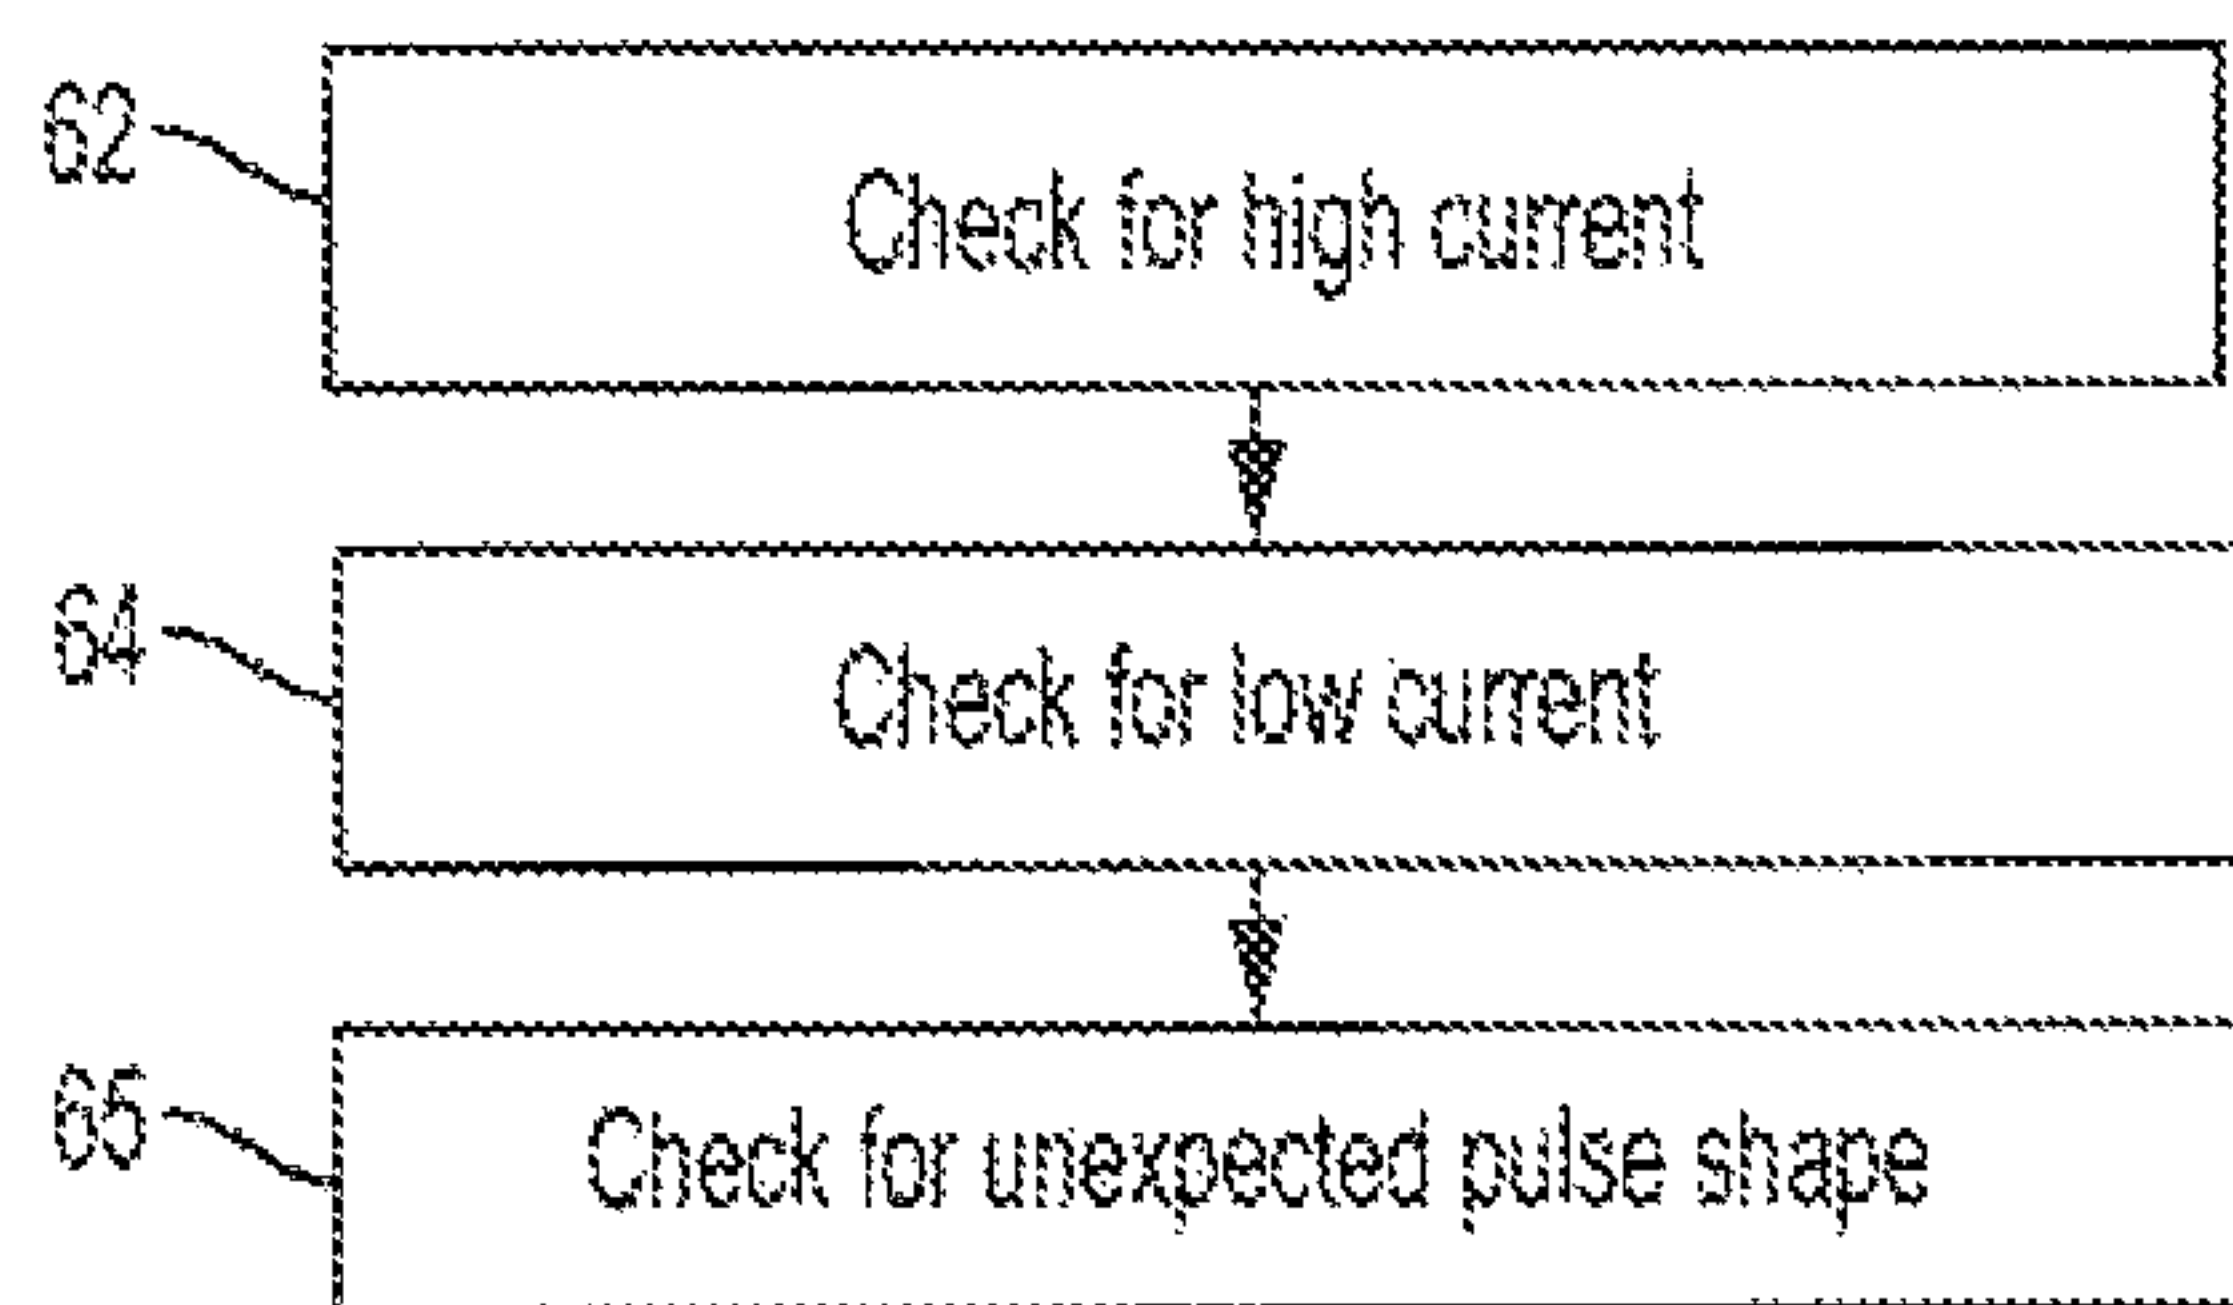 62
Check for high current
64
Check for low current
65
Check for unexpected pulse shape